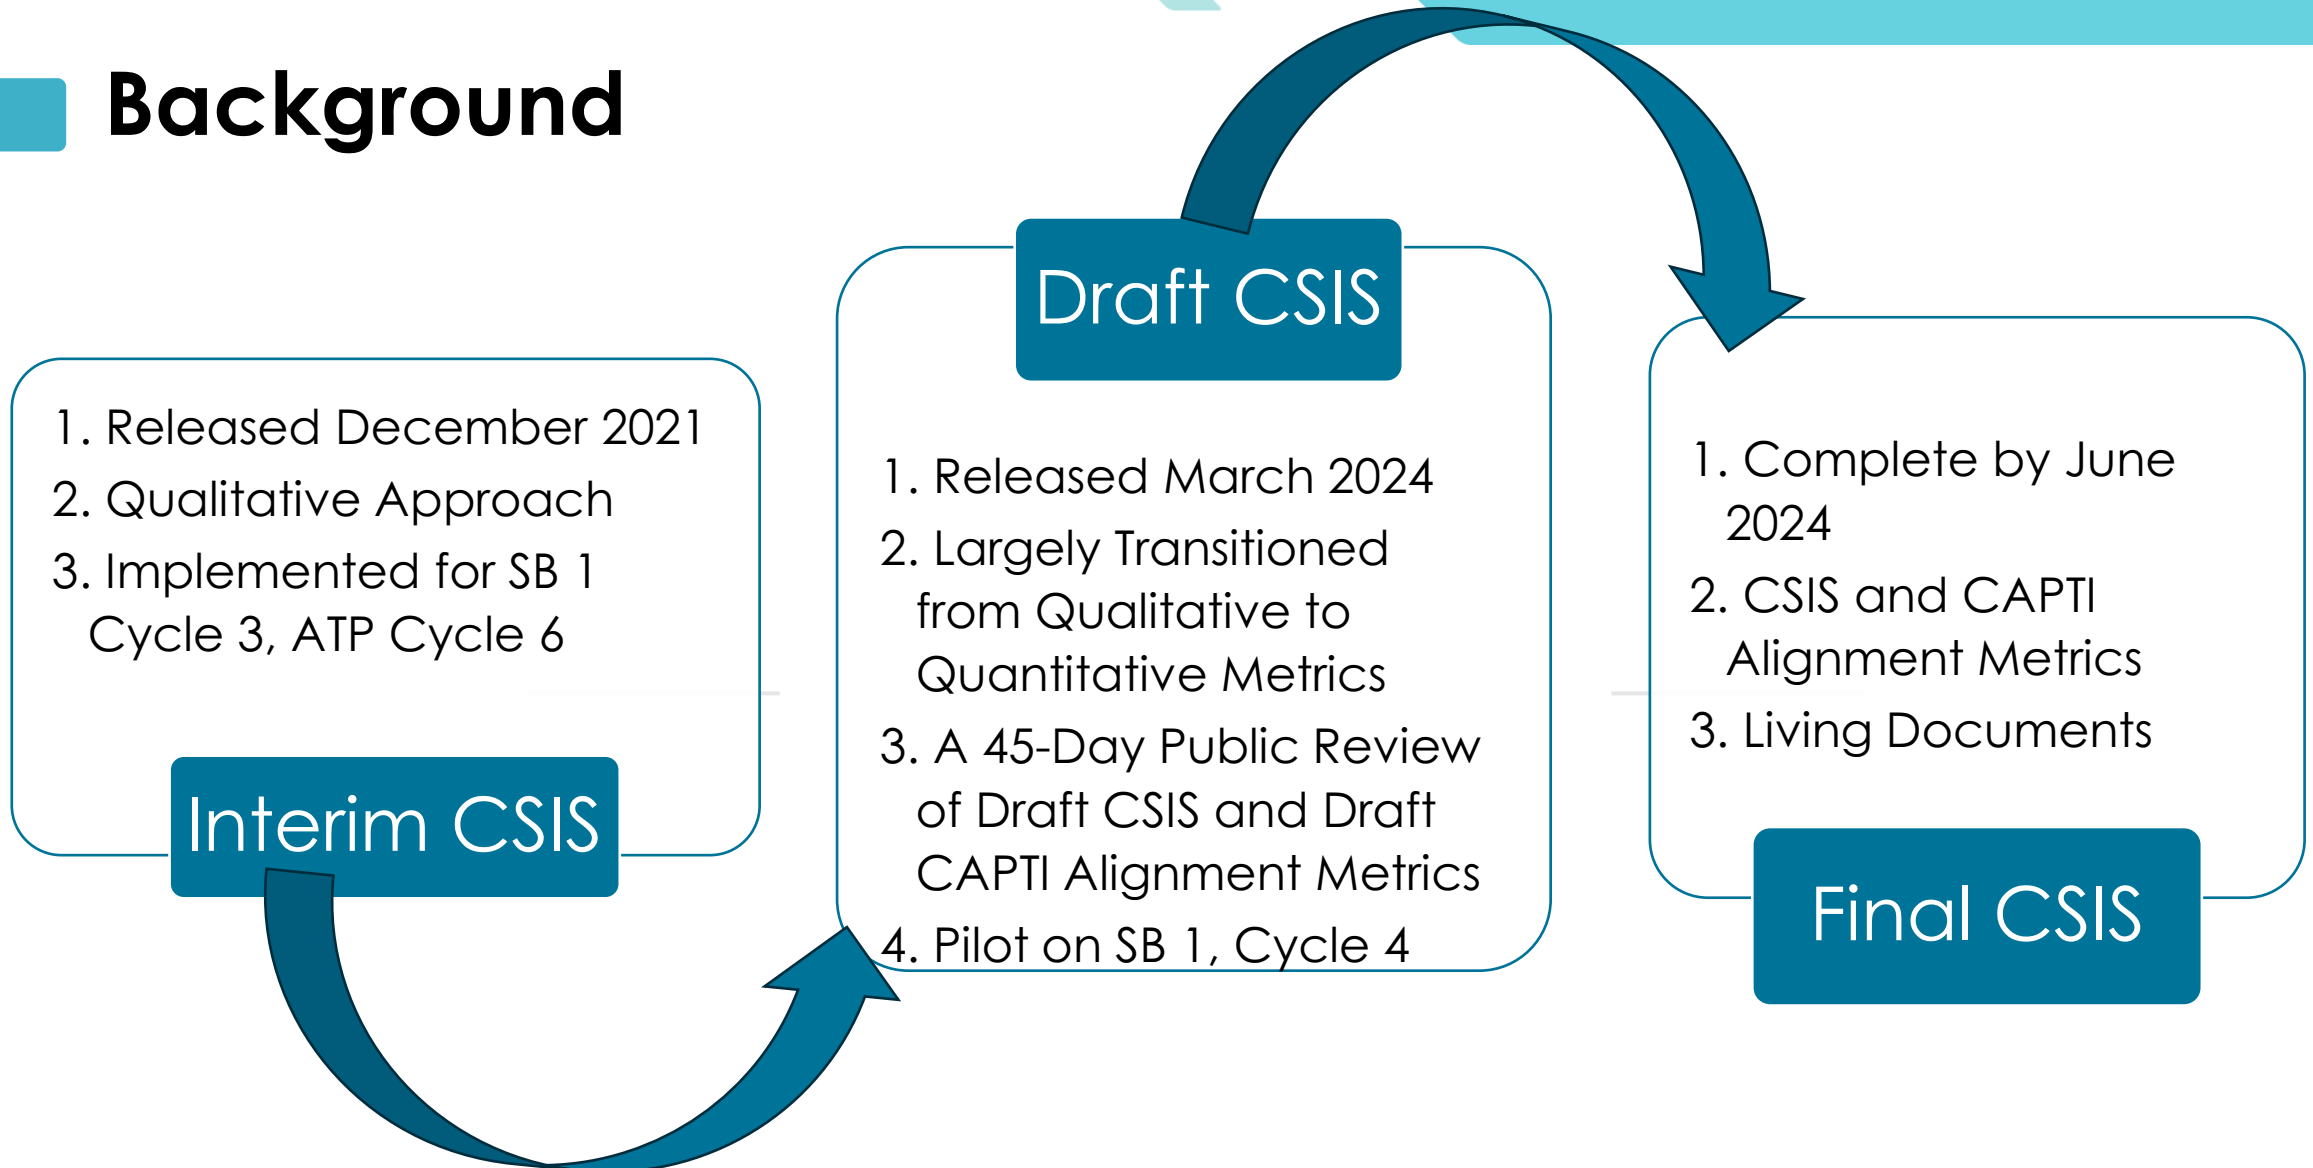 Background
1. Released December 2021
2. Qualitative Approach
3. Implemented for SB 1
Cycle 3, ATP Cycle 6
Interim CSIS
Draft CSIS
1. Released March 2024
2. Largely Transitioned
from Qualitative to
Quantitative Metrics
3. A 45-Day Public Review
of Draft CSIS and Draft
CAPTI Alignment Metrics
4. Pilot on SB 1, Cycle 4
1. Complete by June
2024
2. CSIS and CAPTI
Alignment Metrics
3. Living Documents
Final CSIS